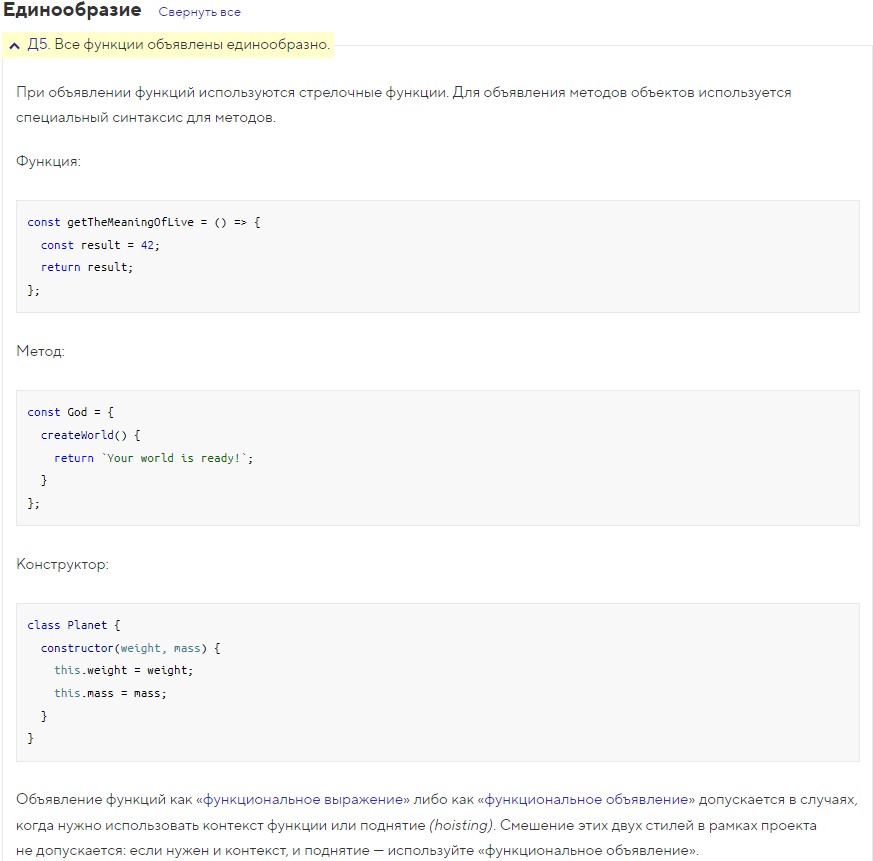 Единообразие Свернуть все
Д5. Все функции объявлены единообразно.
При объявлении функций используются стрелочные функции. Для объявления методов объектов используется
специальный синтаксис для методов.
Функция:
const getTheMeaningOfLive = () => {
  const result = 42;
  return result;
};
Метод:
const God = {
  createWorld() {
    return `Your world is ready!`;
  }
};
Конструктор:
class Planet {
  constructor(weight, mass) {
    this.weight = weight;
    this.mass = mass;
  }
}
Объявление функций как «функциональное выражение» либо как «функциональное объявление» допускается в случаях,
когда нужно использовать контекст функции или поднятие (hoisting). Смешение этих двух стилей в рамках проекта
не допускается: если нужен и контекст, и поднятие — используйте «функциональное объявление».